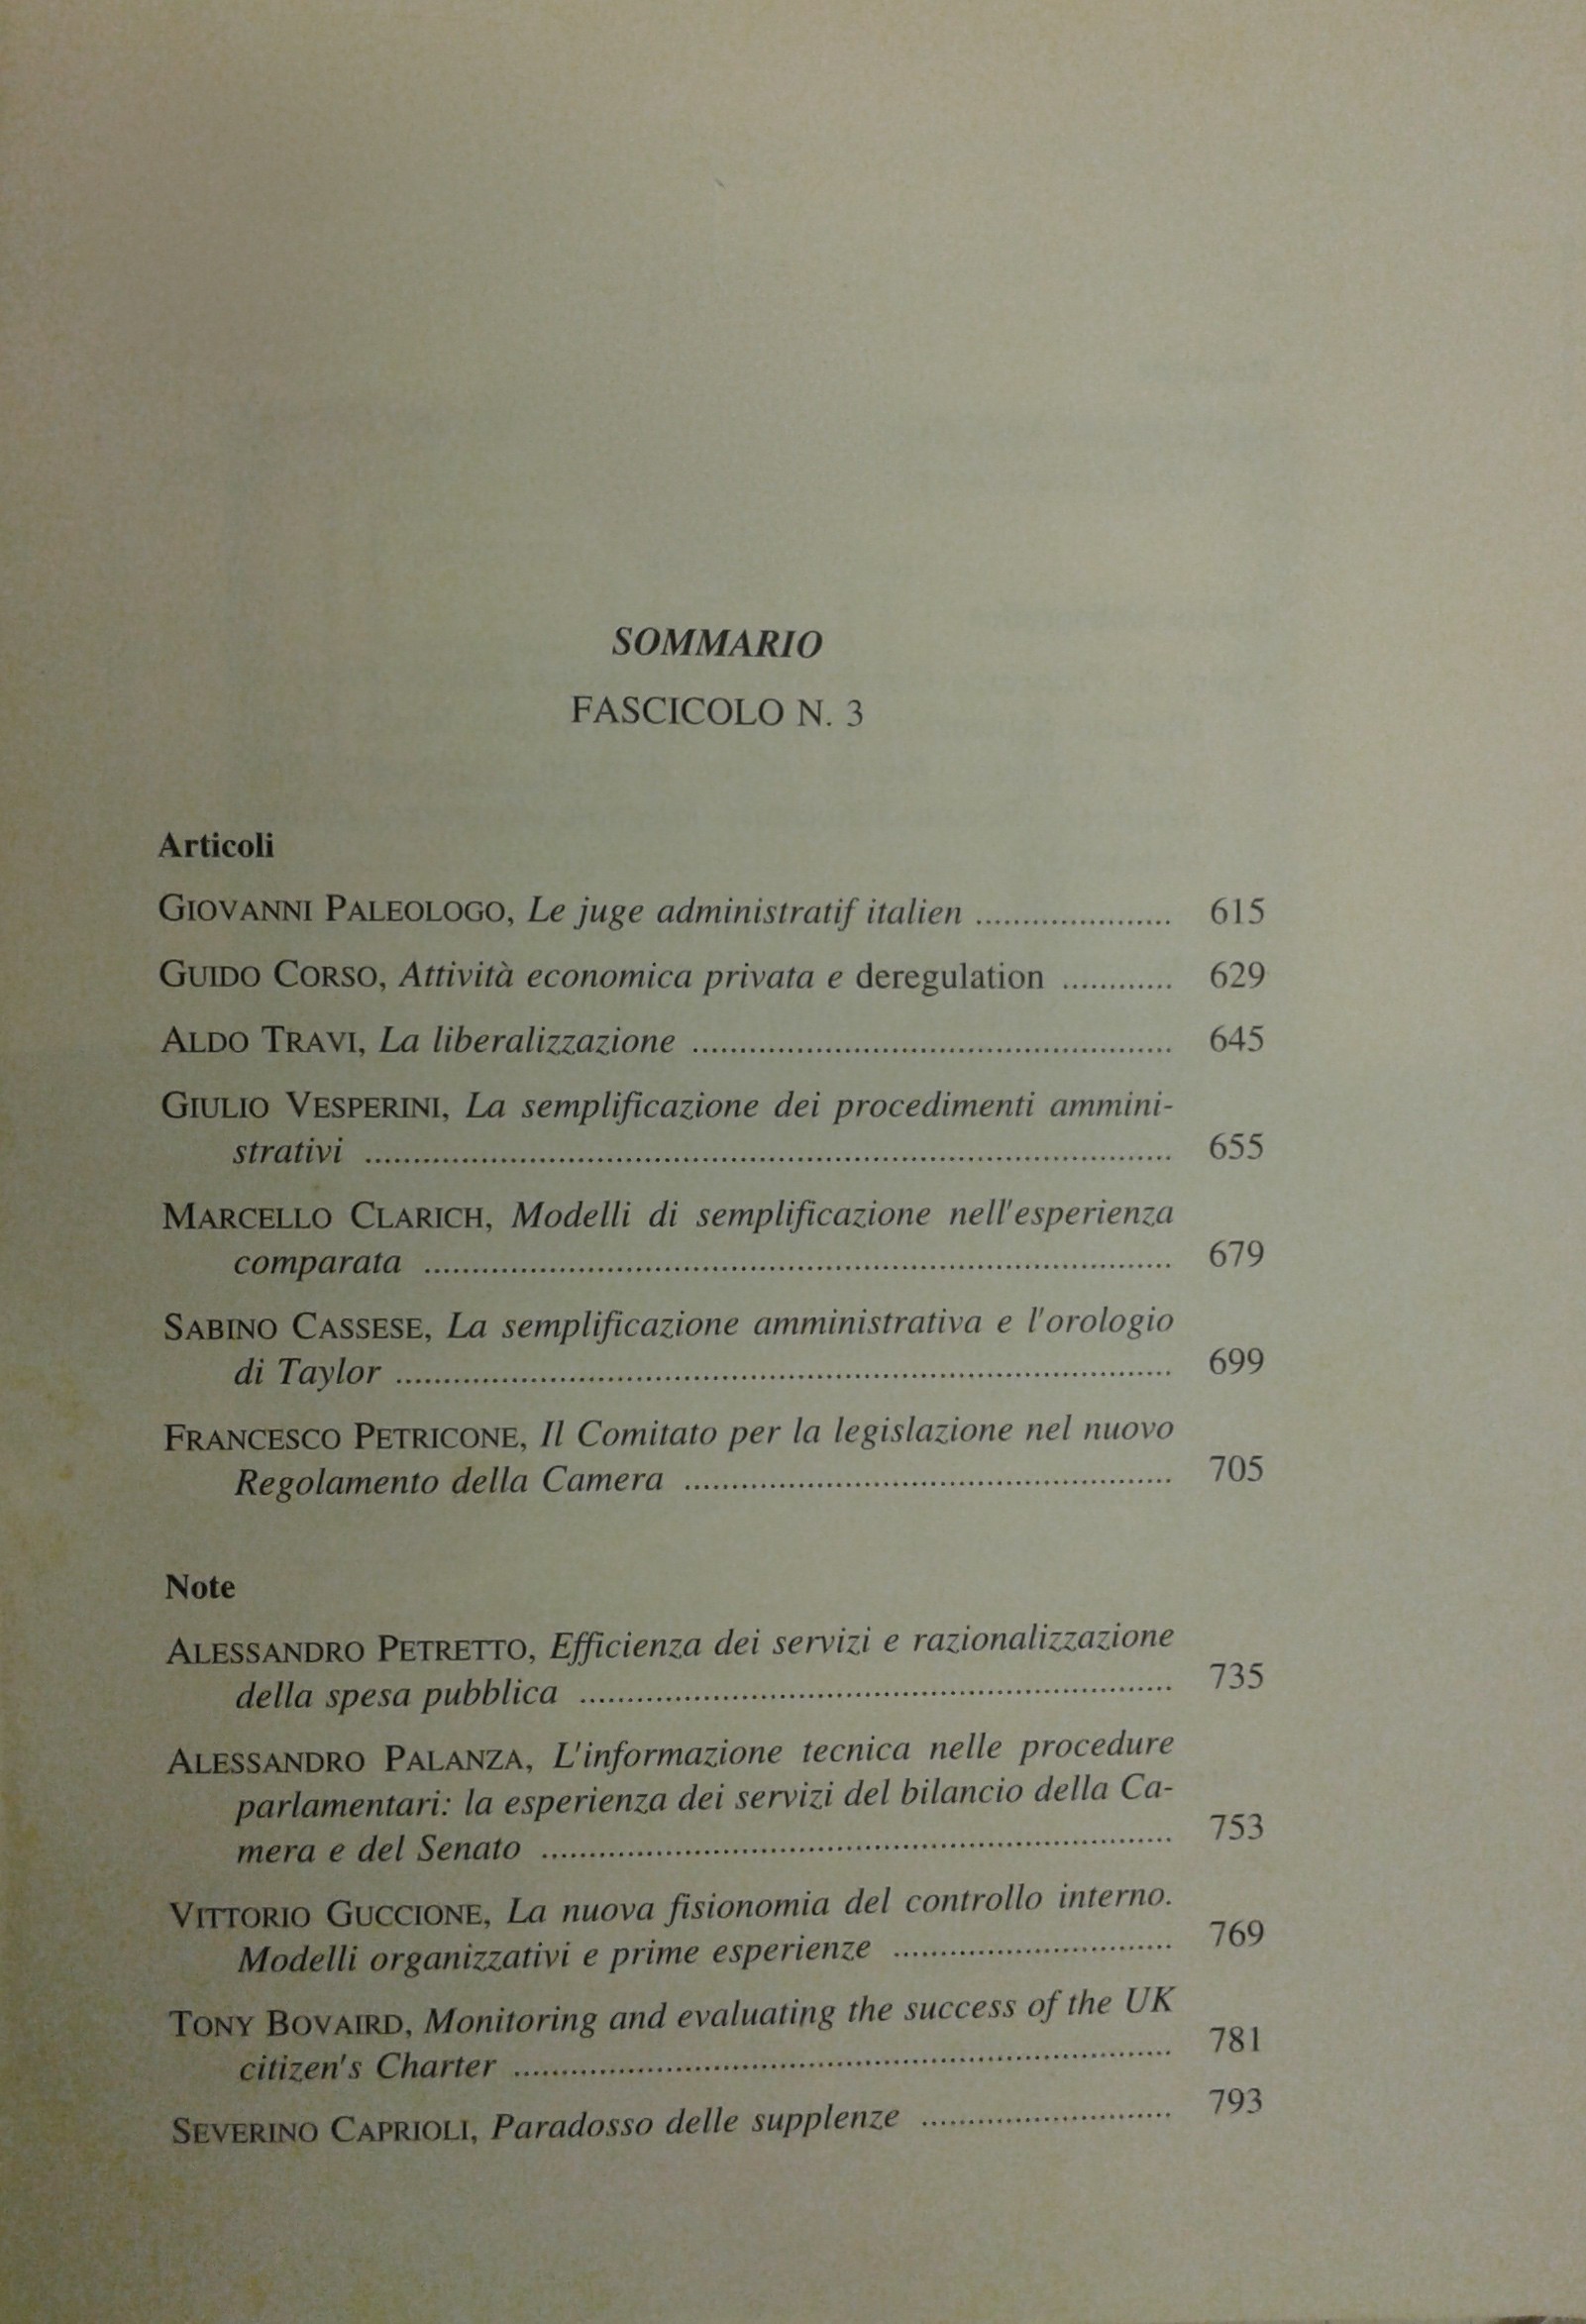 SOMMARIO
FASCICOLO N. 3
Articoli
GIOVANNI PALEOLOGO, Le juge administratif italien ..................... 615
GUIDO CORSO, Attività economica privata e deregulation ............ 629
ALDO TRAVI, La liberalizzazione .................................................. 645
GIULIO VESPERINI, La semplificazione dei procedimenti ammini-
strativi .................................................................................... 655
MARCELLO CLARICH, Modelli di semplificazione nell'esperienza
comparata .............................................................................. 679
SABINO CASSESE, La semplificazione amministrativa e l'orologio
di Taylor ................................................................................. 699
FRANCESCO PETRICONE, Il Comitato per la legislazione nel nuovo
Regolamento della Camera ................................................... 705
Note
ALESSANDRO PETRETTO, Efficienza dei servizi e razionalizzazione
della spesa pubblica .............................................................. 735
ALESSANDRO PALANZA, L'informazione tecnica nelle procedure
parlamentari: la esperienza dei servizi del bilancio della Ca-
mera e del Senato .................................................................. 753
VITTORIO GUCCIONE, La nuova fisionomia del controllo interno.
Modelli organizzativi e prime esperienze ............................. 769
TONY BOVAIRD, Monitoring and evaluating the success of the UK
citizen's Charter ..................................................................... 781
SEVERINO CAPRIOLI, Paradosso delle supplenze .......................... 793